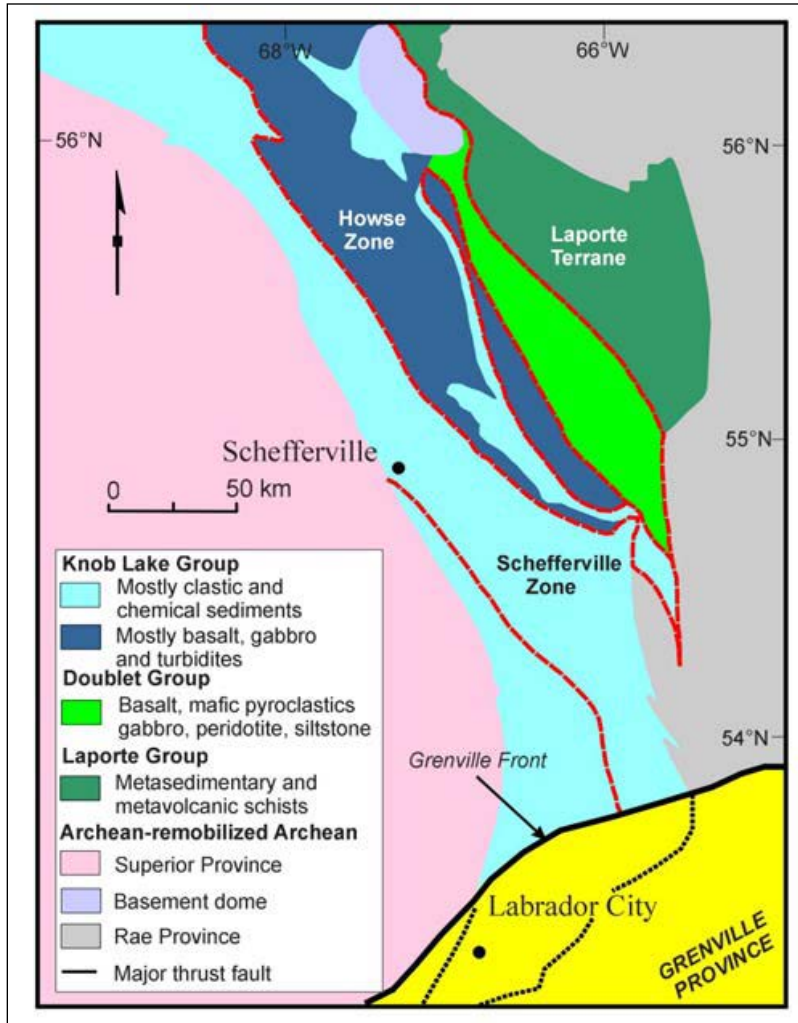 68°W
66°W
56°N
56°N
Howse
Zone
Laporte
Terrane
55°N
Schefferville
0 50 km
Schefferville
Zone
Knob Lake Group
Mostly clastic and
chemical sediments
Mostly basalt, gabbro
and turbidites
Doublet Group
Basalt, mafic pyroclastics
gabbro, peridotite, siltstone
Laporte Group
Metasedimentary and
metavolcanic schists
Archean-remobilized Archean
Superior Province
Basement dome
Rae Province
Major thrust fault
54°N
Grenville Front
Labrador City
GRENVILLE
PROVINCE